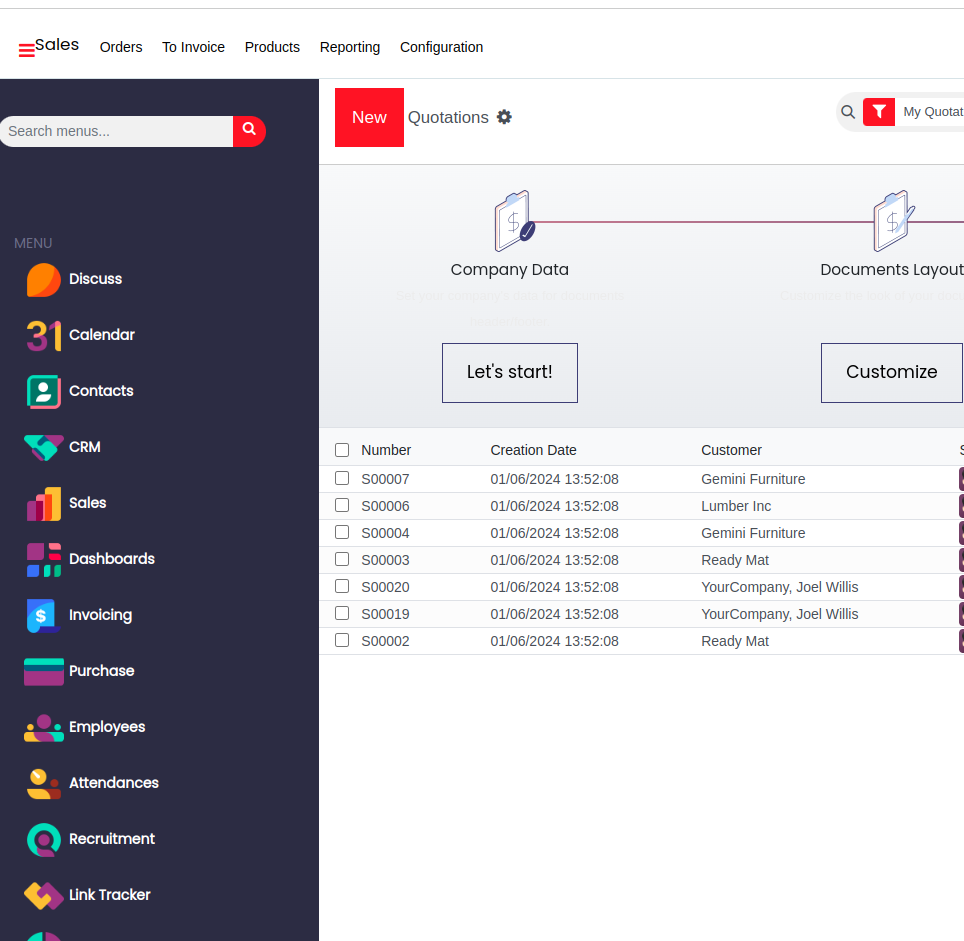 Sales Orders To Invoice Products Reporting Configuration
Search menus...
New Quotations My Quotat
MENU
Discuss
Calendar
Contacts
CRM
Sales
Dashboards
Invoicing
Purchase
Employees
Attendances
Recruitment
Link Tracker
Company Data Documents Layout
Set your company's data for documents Customize the look of your
Let's start! Customize
Number Creation Date Customer
S00007 01/06/2024 13:52:08 Gemini Furniture
S00006 01/06/2024 13:52:08 Lumber Inc
S00004 01/06/2024 13:52:08 Gemini Furniture
S00003 01/06/2024 13:52:08 Ready Mat
S00020 01/06/2024 13:52:08 YourCompany, Joel Willis
S00019 01/06/2024 13:52:08 YourCompany, Joel Willis
S00002 01/06/2024 13:52:08 Ready Mat